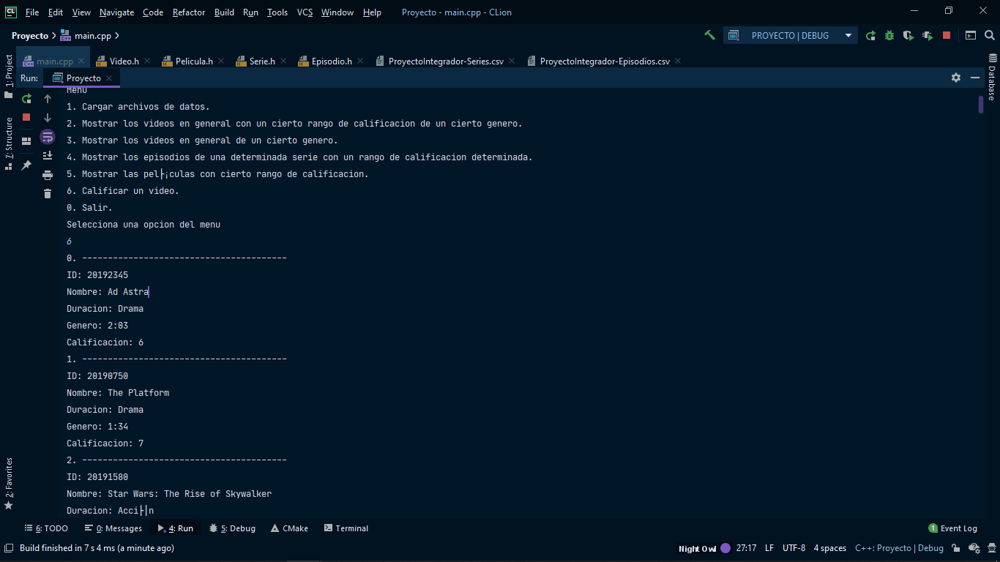 CL File Edit View Navigate Code Refactor Build Run Tools VCS Window Help Proyecto - main.cpp - CLion
Proyecto main.cpp PROYECTO | DEBUG
main.cpp Video.h Pelicula.h Serie.h Episodio.h ProyectoIntegrador-Series.csv ProyectoIntegrador-Episodios.csv
Run: Proyecto
1: Project
7: Structure
2: Favorites
Database
Menu
1. Cargar archivos de datos.
2. Mostrar los videos en general con un cierto rango de calificacion de un cierto genero.
3. Mostrar los videos en general de un cierto genero.
4. Mostrar los episodios de una determinada serie con un rango de calificacion determinada.
5. Mostrar las pel├¡culas con cierto rango de calificacion.
6. Calificar un video.
0. Salir.
Selecciona una opcion del menu
6
0. ----------------------------------------
ID: 20192345
Nombre: Ad Astra
Duracion: Drama
Genero: 2:03
Calificacion: 6
1. ----------------------------------------
ID: 20190750
Nombre: The Platform
Duracion: Drama
Genero: 1:34
Calificacion: 7
2. ----------------------------------------
ID: 20191580
Nombre: Star Wars: The Rise of Skywalker
Duracion: Acci├│n
6: TODO 0: Messages 4: Run 5: Debug CMake Terminal 1 Event Log
Build finished in 7 s 4 ms (a minute ago) Night Owl 27:17 LF UTF-8 4 spaces C++: Proyecto | Debug